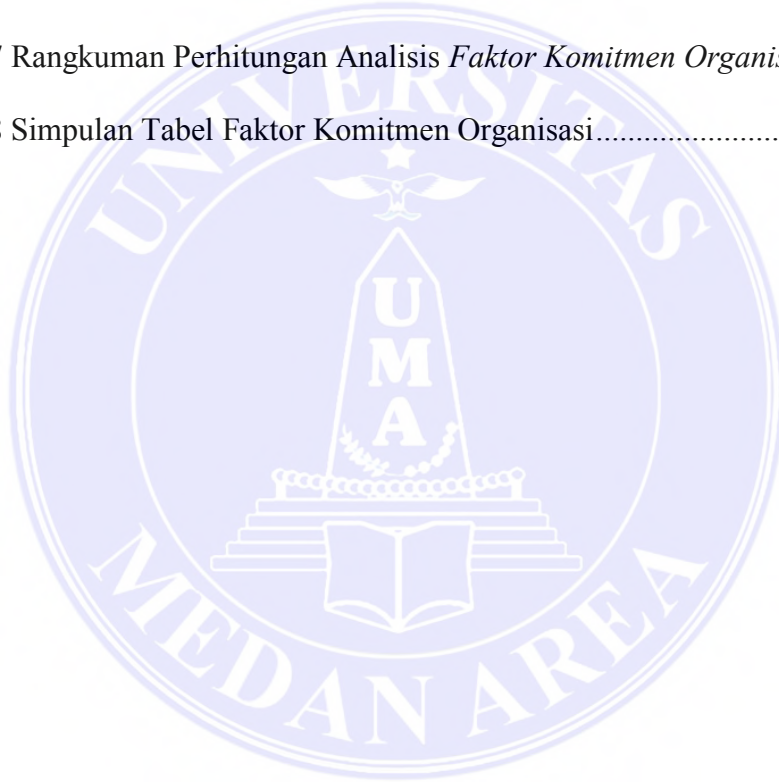 7 Rangkuman Perhitungan Analisis Faktor Komitmen Organis
8 Simpulan Tabel Faktor Komitmen Organisasi.......................
UNIVERSITAS
UMA
MEDAN AREA